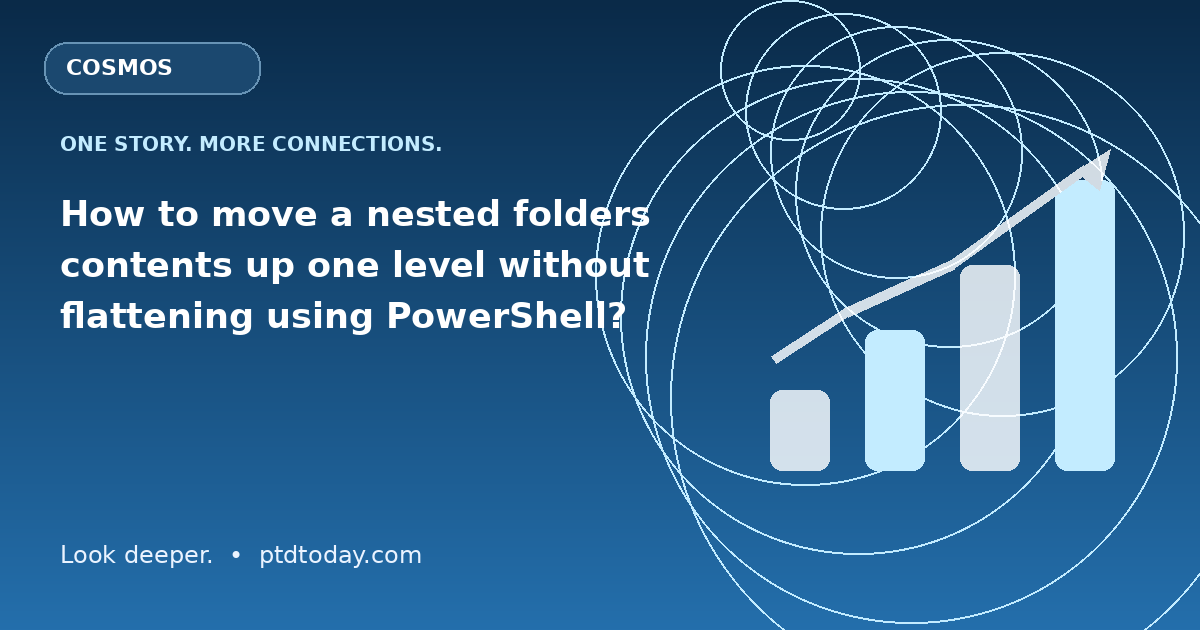 COSMOS
ONE STORY. MORE CONNECTIONS.
How to move a nested folders
contents up one level without
flattening using PowerShell?
Look deeper. • ptdtoday.com